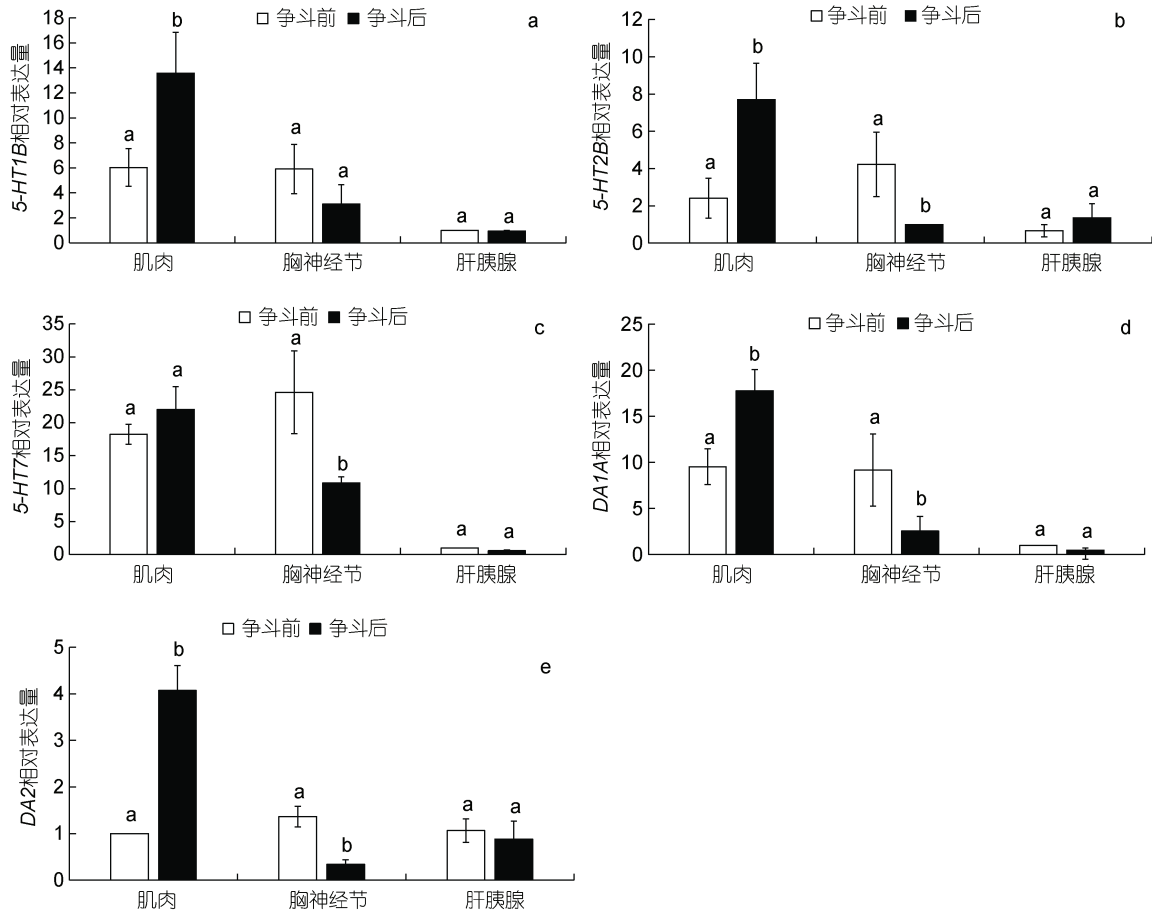 争斗前 争斗后
a
5-HT1B相对表达量
18
16
14
12
10
8
6
4
2
0
a b a a a a
肌肉 胸神经节 肝胰腺
争斗前 争斗后
b
5-HT2B相对表达量
12
10
8
6
4
2
0
a b a b a a
肌肉 胸神经节 肝胰腺
争斗前 争斗后
c
5-HT7相对表达量
35
30
25
20
15
10
5
0
a a a b a a
肌肉 胸神经节 肝胰腺
争斗前 争斗后
d
DA1A相对表达量
25
20
15
10
5
0
a b a b a a
肌肉 胸神经节 肝胰腺
争斗前 争斗后
e
DA2相对表达量
5
4
3
2
1
0
a b a b a a
肌肉 胸神经节 肝胰腺